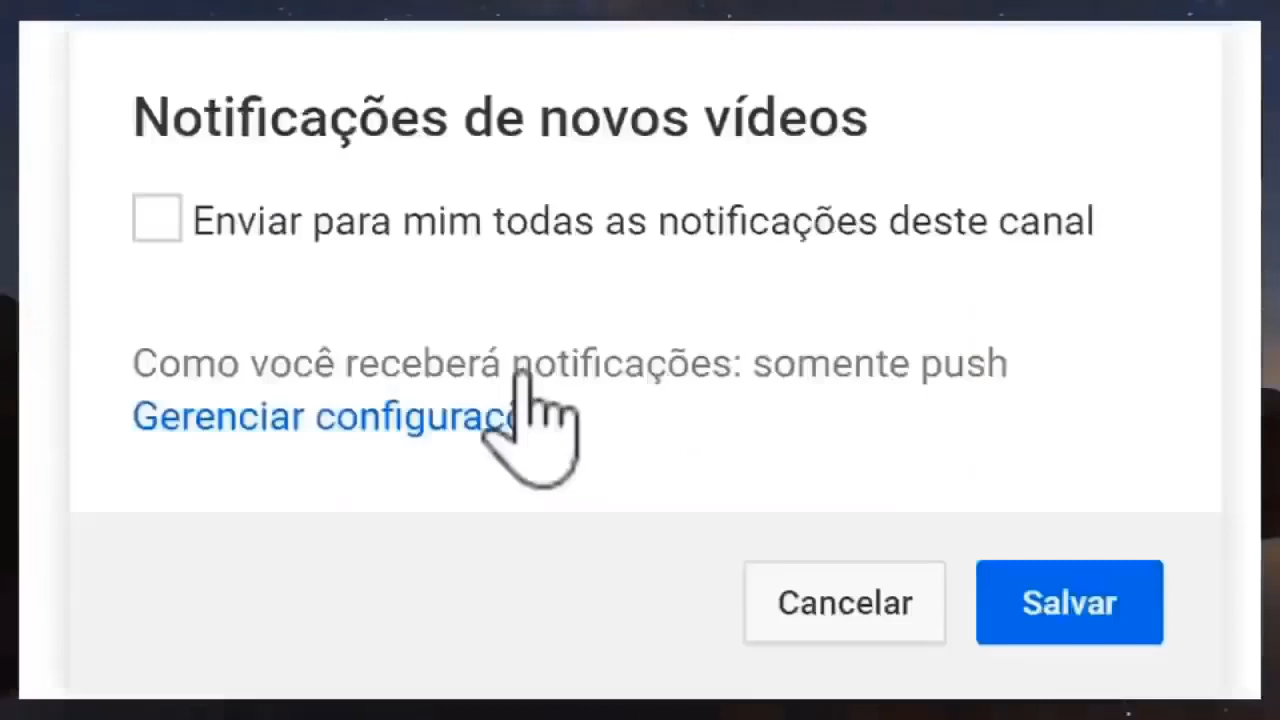 Notificações de novos vídeos
Enviar para mim todas as notificações deste canal
Como você receberá notificações: somente push
Gerenciar
Cancelar
Salvar